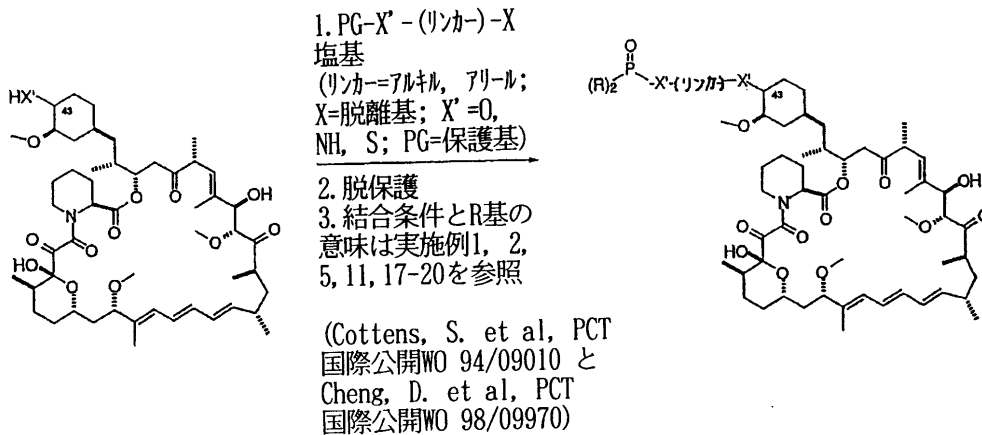 1.PG-X'-(リンカー)-X
塩基
(リンカー=アルキル, アリール;
X=脱離基; X'=O,
NH, S; PG=保護基)
2.脱保護
3.結合条件とR基の
意味は実施例1, 2,
5,11,17-20を参照
(Cottens, S. et al, PCT
国際公開WO 94/09010 と
Cheng, D. et al, PCT
国際公開WO 98/09970)
HX'
43
O
O
O
OH
N
O
O
O
O
O
O
HO
O
O
O
(R)2
P
-X'-(リンカー)-X'
43
O
O
O
OH
N
O
O
O
O
O
O
HO
O
O